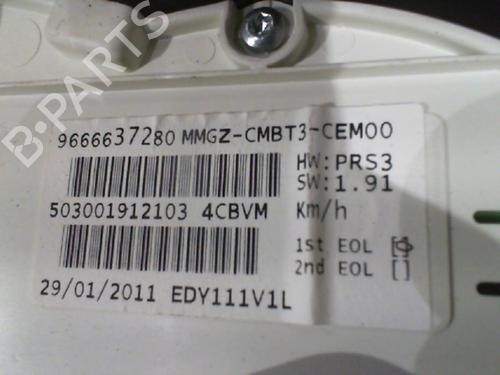 B-PARTS
9666637280 MMGZ-CMBT3-CEM00
HW:PRS3
SW:1.91
503001912103 4CBVM Km/h
1st EOL [
2nd EOL []
29/01/2011 EDY111V1L